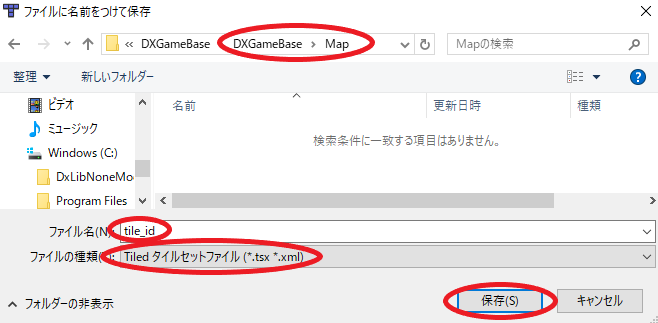 ファイルに名前をつけて保存
« DXGameBase DXGameBase > Map Mapの検索
整理 新しいフォルダー
ビデオ
ミュージック
Windows (C:)
DxLibNoneMo
Program Files
名前 更新日時 種類
検索条件に一致する項目はありません。
ファイル名(N): tile_id
ファイルの種類 Tiled タイルセットファイル (*.tsx *.xml)
フォルダーの非表示 保存(S) キャンセル